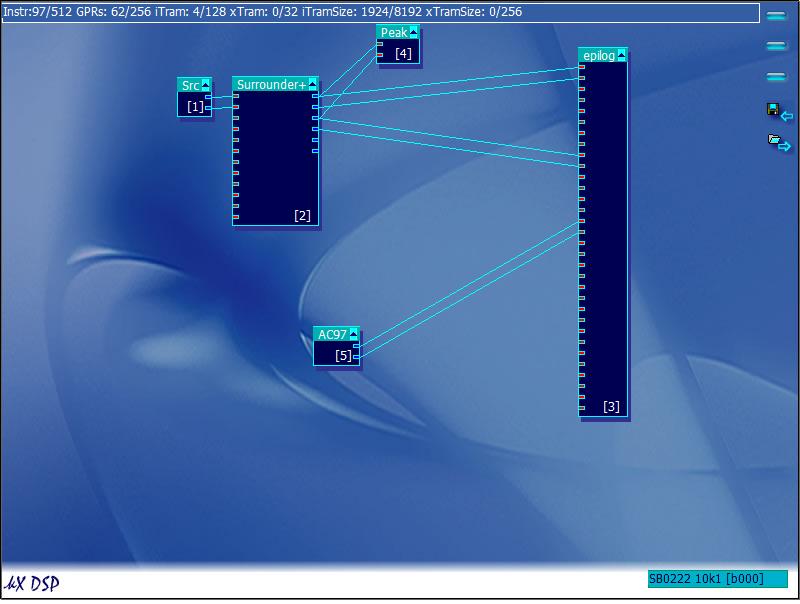 Instr:97/512 GPRs: 62/256 iTram: 4/128 xTram: 0/32 iTramSize: 1924/8192 xTramSize: 0/256
Peak
[4]
epilog
Src
[1]
Surrounder+
[2]
AC97
[5]
[3]
µX DSP
SB0222 10k1 [b000]